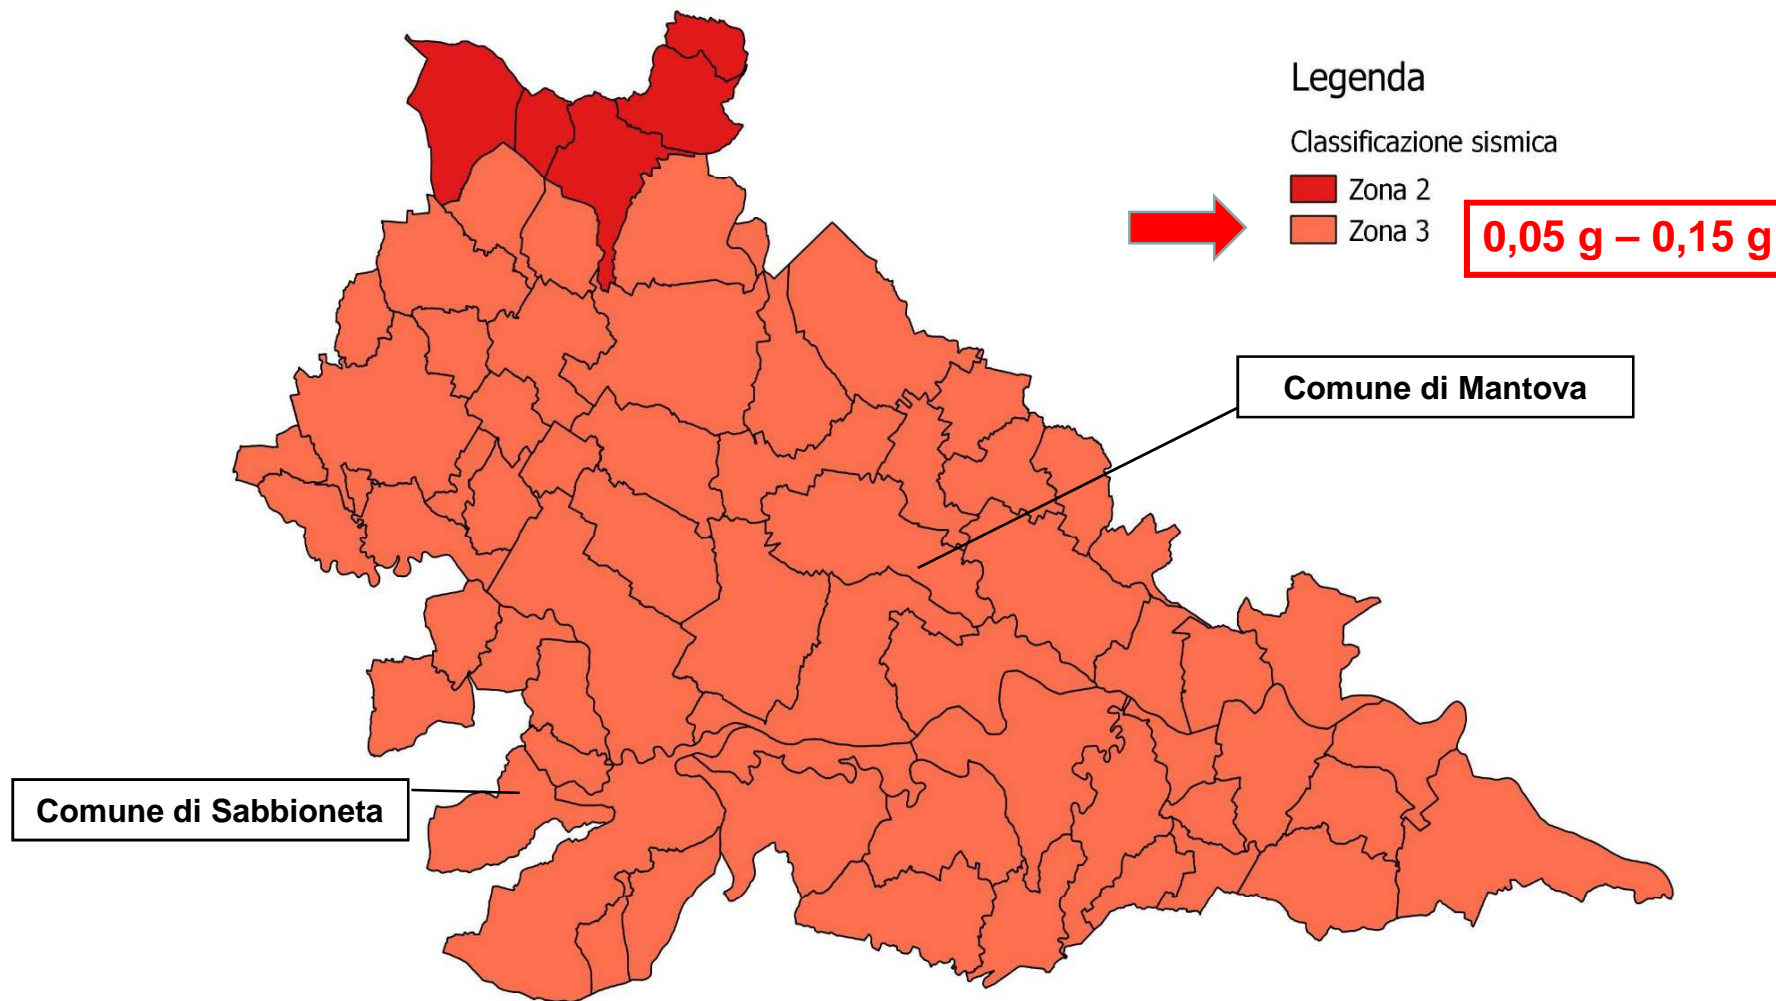 Legenda
Classificazione sismica
Zona 2
Zona 3
0,05 g – 0,15 g
Comune di Mantova
Comune di Sabbioneta